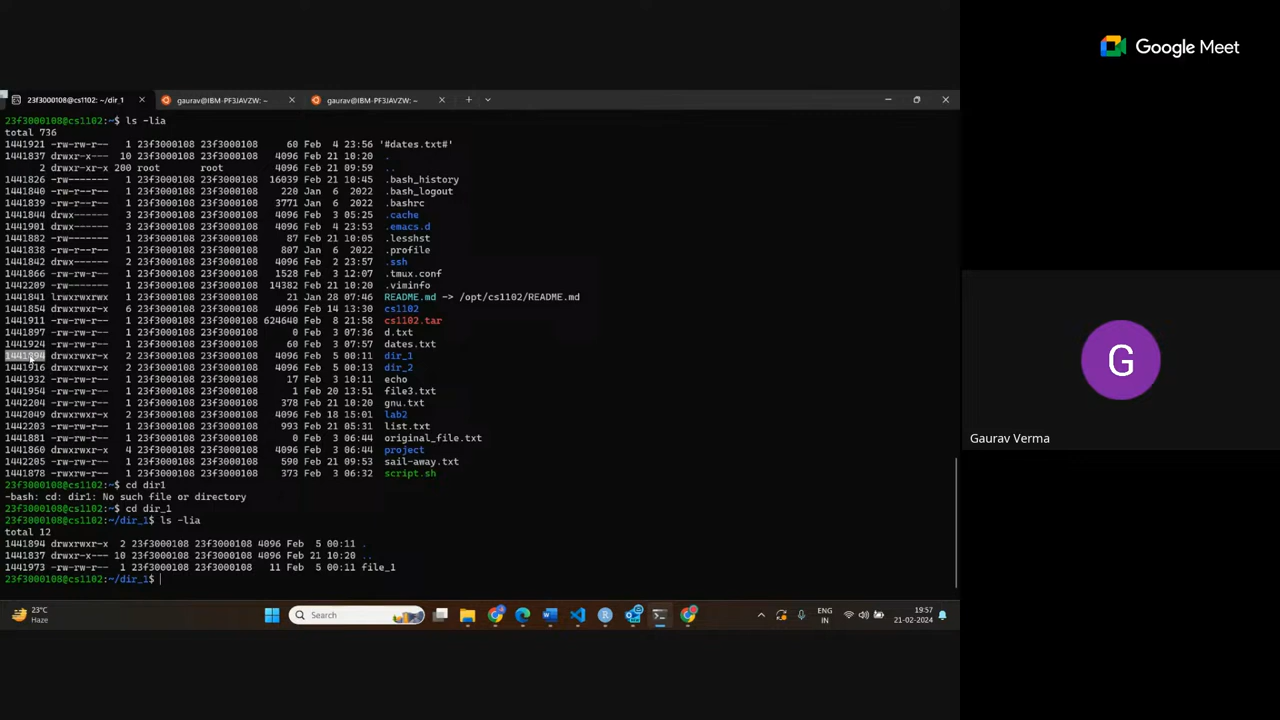 Google Meet
23f3000108@cs1102: ~/dir_1
gaurav@IBM-PF3JAVZW: ~
gaurav@IBM-PF3JAVZW: ~
23f3000108@cs1102:~$ ls -lia
total 736
1441921 -rw-rw-r-- 1 23f3000108 23f3000108 60 Feb 4 23:56 '#dates.txt#'
1441837 drwxr-x--- 10 23f3000108 23f3000108 4096 Feb 21 10:20 .
2 drwxr-xr-x 200 root root 4096 Feb 21 09:59 ..
1441826 -rw------- 1 23f3000108 23f3000108 16039 Feb 21 10:45 .bash_history
1441840 -rw-r--r-- 1 23f3000108 23f3000108 220 Jan 6 2022 .bash_logout
1441839 -rw-r--r-- 1 23f3000108 23f3000108 3771 Jan 6 2022 .bashrc
1441844 drwx------ 3 23f3000108 23f3000108 4096 Feb 3 05:25 .cache
1441901 drwx------ 3 23f3000108 23f3000108 4096 Feb 4 23:53 .emacs.d
1441882 -rw------- 1 23f3000108 23f3000108 87 Feb 21 10:05 .lesshst
1441838 -rw-r--r-- 1 23f3000108 23f3000108 807 Jan 6 2022 .profile
1441836 drwx------ 2 23f3000108 23f3000108 4096 Feb 2 23:57 .ssh
1441866 -rw-rw-r-- 1 23f3000108 23f3000108 1528 Feb 3 12:07 .tmux.conf
1442209 -rw------- 1 23f3000108 23f3000108 14382 Feb 21 10:20 .viminfo
1441841 lrwxrwxrwx 1 23f3000108 23f3000108 21 Jan 28 07:46 README.md -> /opt/cs1102/README.md
1441854 drwxrwxr-x 6 23f3000108 23f3000108 4096 Feb 14 13:30 cs1102
1441911 -rw-rw-r-- 1 23f3000108 23f3000108 624640 Feb 8 21:58 cs1102.tar
1441897 -rw-rw-r-- 1 23f3000108 23f3000108 0 Feb 3 07:36 d.txt
1441924 -rw-rw-r-- 1 23f3000108 23f3000108 60 Feb 3 07:57 dates.txt
1441894 drwxrwxr-x 2 23f3000108 23f3000108 4096 Feb 5 00:11 dir_1
1441916 drwxrwxr-x 2 23f3000108 23f3000108 4096 Feb 5 00:13 dir_2
1441932 -rw-rw-r-- 1 23f3000108 23f3000108 17 Feb 3 10:11 echo
1441954 -rw-rw-r-- 1 23f3000108 23f3000108 1 Feb 20 13:51 file3.txt
1442204 -rw-rw-r-- 1 23f3000108 23f3000108 378 Feb 21 05:40 gnu.txt
1442049 drwxrwxr-x 2 23f3000108 23f3000108 4096 Feb 18 15:01 lab2
1442203 -rw-rw-r-- 1 23f3000108 23f3000108 993 Feb 21 05:31 list.txt
1441881 -rw-rw-r-- 1 23f3000108 23f3000108 0 Feb 3 06:44 original_file.txt
1441860 drwxrwxr-x 4 23f3000108 23f3000108 4096 Feb 3 06:44 project
1442205 -rw-rw-r-- 1 23f3000108 23f3000108 590 Feb 21 09:53 sail-away.txt
1441878 -rwxrwxr-x 1 23f3000108 23f3000108 373 Feb 3 06:32 script.sh
23f3000108@cs1102:~$ cd dir1
-bash: cd: dir1: No such file or directory
23f3000108@cs1102:~$ cd dir_1
23f3000108@cs1102:~/dir_1$ ls -lia
total 12
1441894 drwxrwxr-x 2 23f3000108 23f3000108 4096 Feb 5 00:11 .
1441837 drwxr-x--- 10 23f3000108 23f3000108 4096 Feb 21 10:20 ..
1441973 -rw-rw-r-- 1 23f3000108 23f3000108 11 Feb 5 00:11 file_1
23f3000108@cs1102:~/dir_1$
G
Gaurav Verma
23°C
Haze
Search
ENG
IN
19:57
21-02-2024